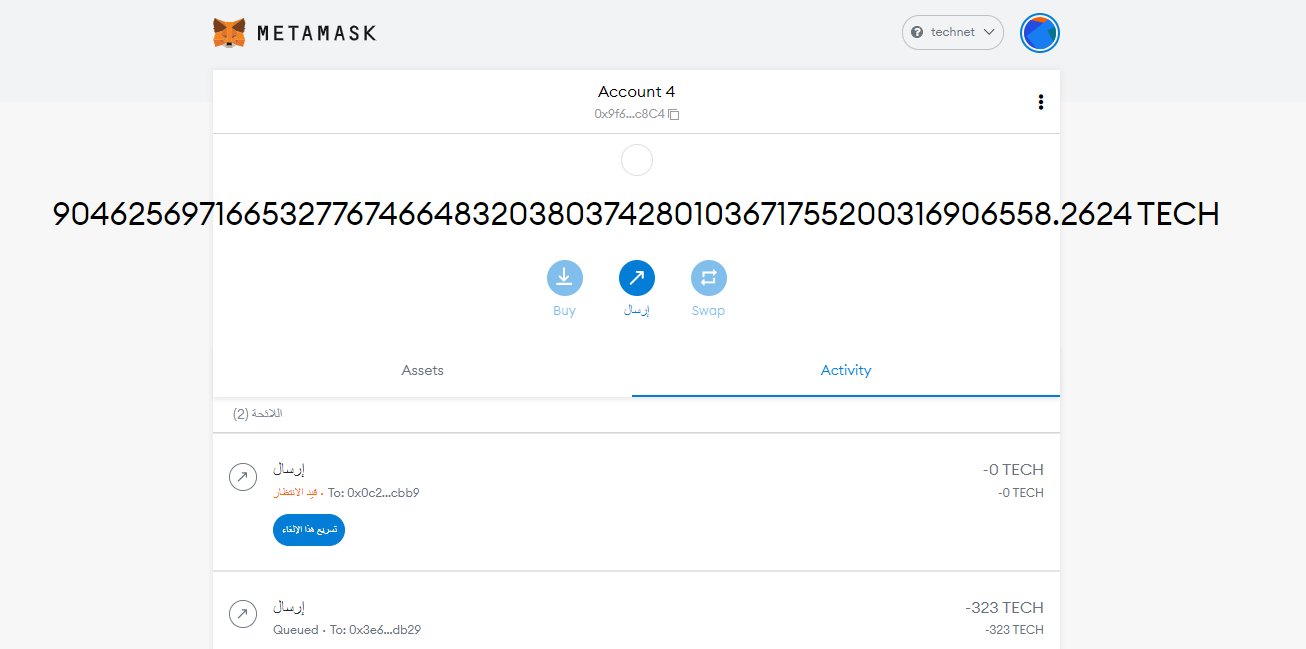 METAMASK
technet
Account 4
0x9f6...c8C4
904625697166532776746648320380374280103671755200316906558.2624 TECH
Buy
إرسال
Swap
Assets
Activity
اللائحة (2)
إرسال
-0 TECH
قيد الانتظار · To: 0x0c2...cbb9
-0 TECH
تسريع هذا الإلغاء
إرسال
-323 TECH
Queued · To: 0x3e6...db29
-323 TECH